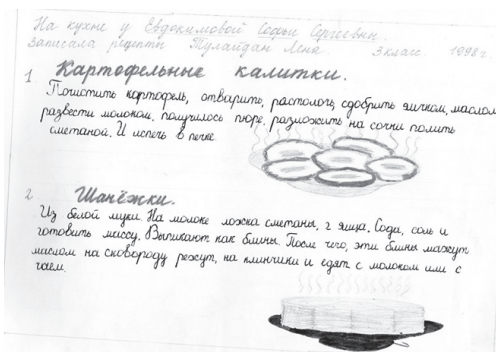 На кухне у Евдокимовой Софьи Сергеевны.
Записала рецепты Тулайдан Лена. 3 класс. 1998 г.
1 Картофельные калитки.
Почистить картофель, отварить, растолочь, сдобрить яичком, маслом
развести молоком, получилось пюре, разложить на сочни полить
сметаной. И испечь в печке.
2 Шанёжки.
Из белой муки. На молоке ложка сметаны, 2 яйца. Сода, соль и
готовить массу. Выпикают как блины. После чего, эти блины мажут
маслом на сковороду режут, на клинчики и едят с молоком или с
чаем.